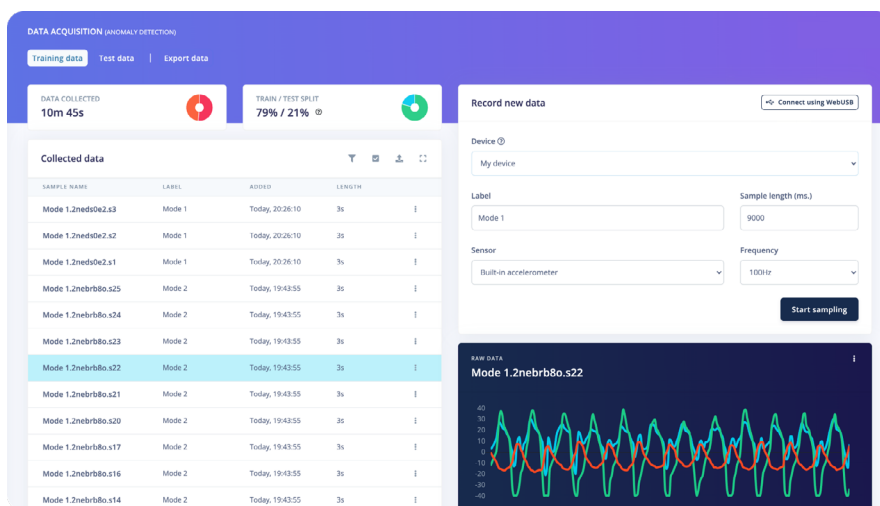 DATA ACQUISITION (ANOMALY DETECTION)
Training data Test data | Export data
DATA COLLECTED
10m 45s
TRAIN / TEST SPLIT
79% / 21%
Collected data
SAMPLE NAME LABEL ADDED LENGTH
Mode 1.2neds0e2.s3 Mode 1 Today, 20:26:10 3s
Mode 1.2neds0e2.s2 Mode 1 Today, 20:26:10 3s
Mode 1.2neds0e2.s1 Mode 1 Today, 20:26:10 3s
Mode 1.2nebrb8o.s25 Mode 2 Today, 19:43:55 3s
Mode 1.2nebrb8o.s24 Mode 2 Today, 19:43:55 3s
Mode 1.2nebrb8o.s23 Mode 2 Today, 19:43:55 3s
Mode 1.2nebrb8o.s22 Mode 2 Today, 19:43:55 3s
Mode 1.2nebrb8o.s21 Mode 2 Today, 19:43:55 3s
Mode 1.2nebrb8o.s20 Mode 2 Today, 19:43:55 3s
Mode 1.2nebrb8o.s17 Mode 2 Today, 19:43:55 3s
Mode 1.2nebrb8o.s16 Mode 2 Today, 19:43:55 3s
Mode 1.2nebrb8o.s14 Mode 2 Today, 19:43:55 3s
Record new data
Connect using WebUSB
Device
My device
Label Sample length (ms.)
Mode 1 9000
Sensor Frequency
Built-in accelerometer 100Hz
Start sampling
RAW DATA
Mode 1.2nebrb8o.s22
40
30
20
10
0
-10
-20
-30
-40